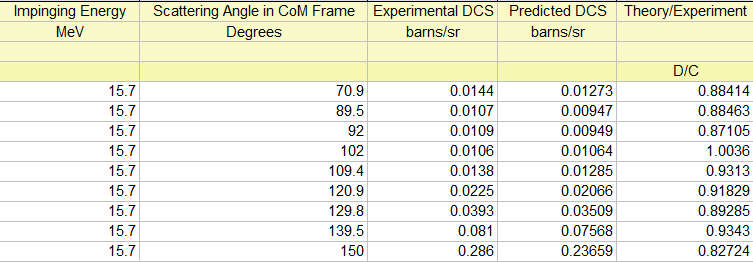 Impinging Energy Scattering Angle in CoM Frame Experimental DCS Predicted DCS Theory/Experiment
MeV Degrees barns/sr barns/sr
D/C
15.7 70.9 0.0144 0.01273 0.88414
15.7 89.5 0.0107 0.00947 0.88463
15.7 92 0.0109 0.00949 0.87105
15.7 102 0.0106 0.01064 1.0036
15.7 109.4 0.0138 0.01285 0.9313
15.7 120.9 0.0225 0.02066 0.91829
15.7 129.8 0.0393 0.03509 0.89285
15.7 139.5 0.081 0.07568 0.9343
15.7 150 0.286 0.23659 0.82724